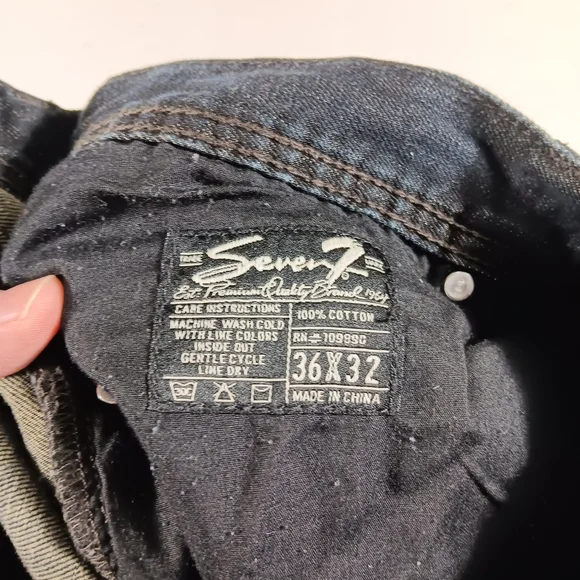 TRADE Seven7® MARK
Est. Premium Quality Brand 1964
CARE INSTRUCTIONS
MACHINE WASH COLD
WITH LIKE COLORS
INSIDE OUT
GENTLE CYCLE
LINE DRY
100% COTTON
RN# 109990
36X32
MADE IN CHINA